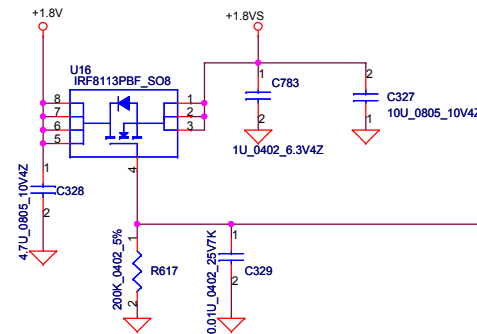 +1.8V
+1.8VS
U16
IRF8113PBF_SO8
8
7
6
5
1
2
3
4
1
C783
2
1U_0402_6.3V4Z
2
C327
10U_0805_10V4Z
1
1
C328
2
4.7U_0805_10V4Z
1
R617
2
200K_0402_5%
1
C329
2
0.01U_0402_25V7K